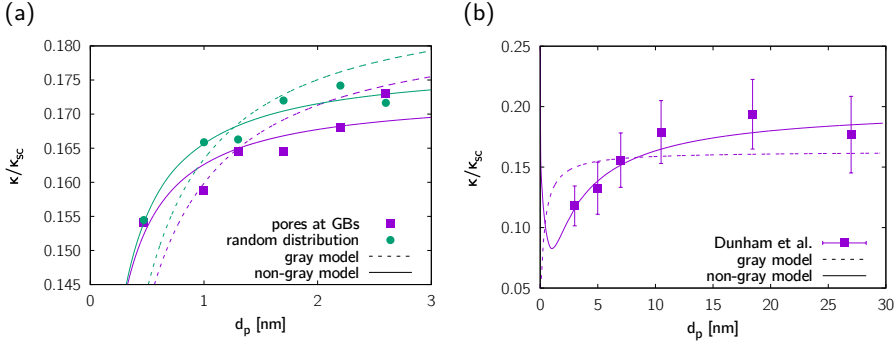 (a)
κ/κsc
0.180
0.175
0.170
0.165
0.160
0.155
0.150
0.145
pores at GBs
random distribution
gray model
non-gray model
0
1
2
3
dp [nm]
(b)
κ/κsc
0.25
0.20
0.15
0.10
0.05
Dunham et al.
gray model
non-gray model
0
5
10
15
20
25
30
dp [nm]